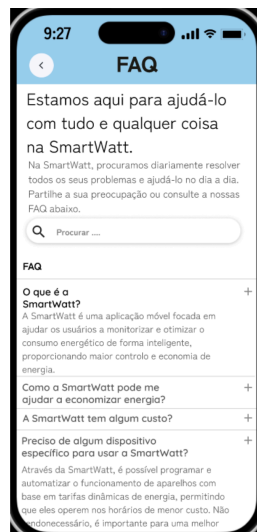 9:27
FAQ
Estamos aqui para ajudá-lo
com tudo e qualquer coisa
na SmartWatt.
Na SmartWatt, procuramos diariamente resolver
todos os seus problemas e ajudá-lo no dia a dia.
Partilhe a sua preocupação ou consulte a nossas
FAQ abaixo.
Procurar ....
FAQ
O que é a
SmartWatt?
A SmartWatt é uma aplicação móvel focada em
ajudar os usuários a monitorizar e otimizar o
consumo energético de forma inteligente,
proporcionando maior controlo e economia de
energia.
Como a SmartWatt pode me
ajudar a economizar energia?
A SmartWatt tem algum custo?
Preciso de algum dispositivo
específico para usar a SmartWatt?
Através da SmartWatt, é possível programar e
automatizar o funcionamento de aparelhos com
base em tarifas dinâmicas de energia, permitindo
que eles operem nos horários de menor custo. Não
endonecessário, é importante para uma melhor